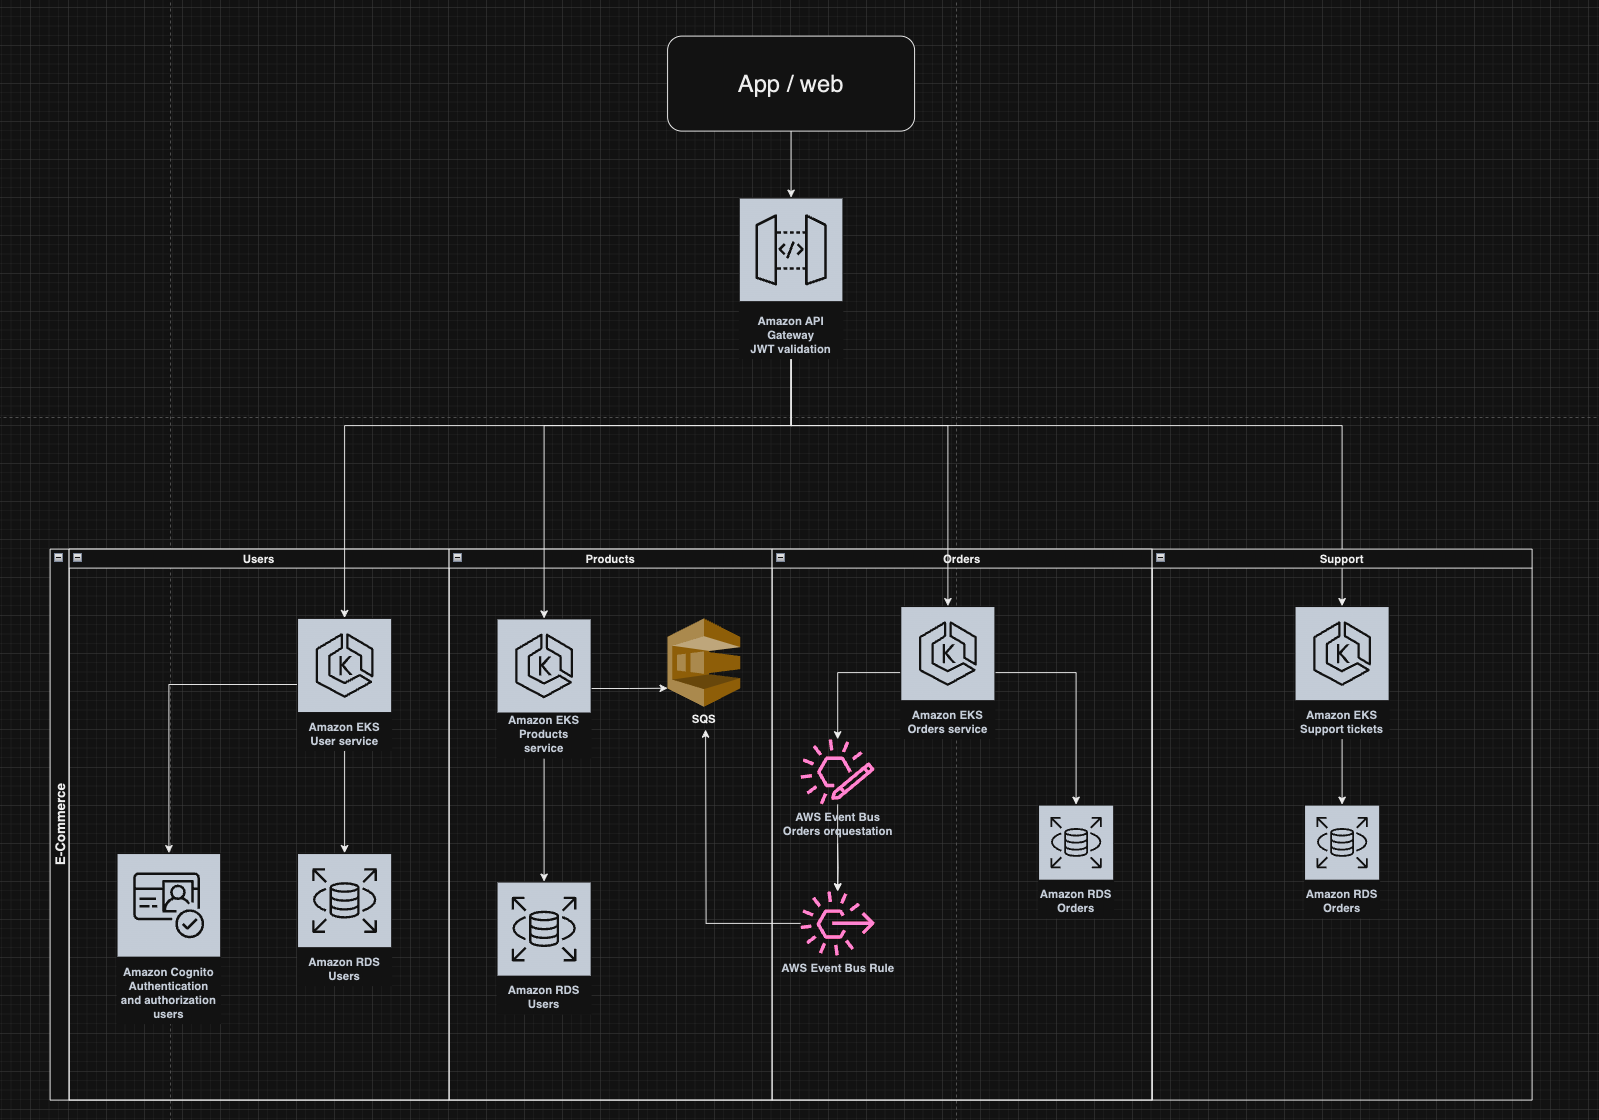 App / web
Amazon API
Gateway
JWT validation
E-Commerce
Users
Products
Orders
Support
Amazon EKS
User service
Amazon Cognito
Authentication
and authorization
users
Amazon RDS
Users
Amazon EKS
Products
service
SQS
Amazon RDS
Users
Amazon EKS
Orders service
AWS Event Bus
Orders orquestation
AWS Event Bus Rule
Amazon RDS
Orders
Amazon EKS
Support tickets
Amazon RDS
Orders